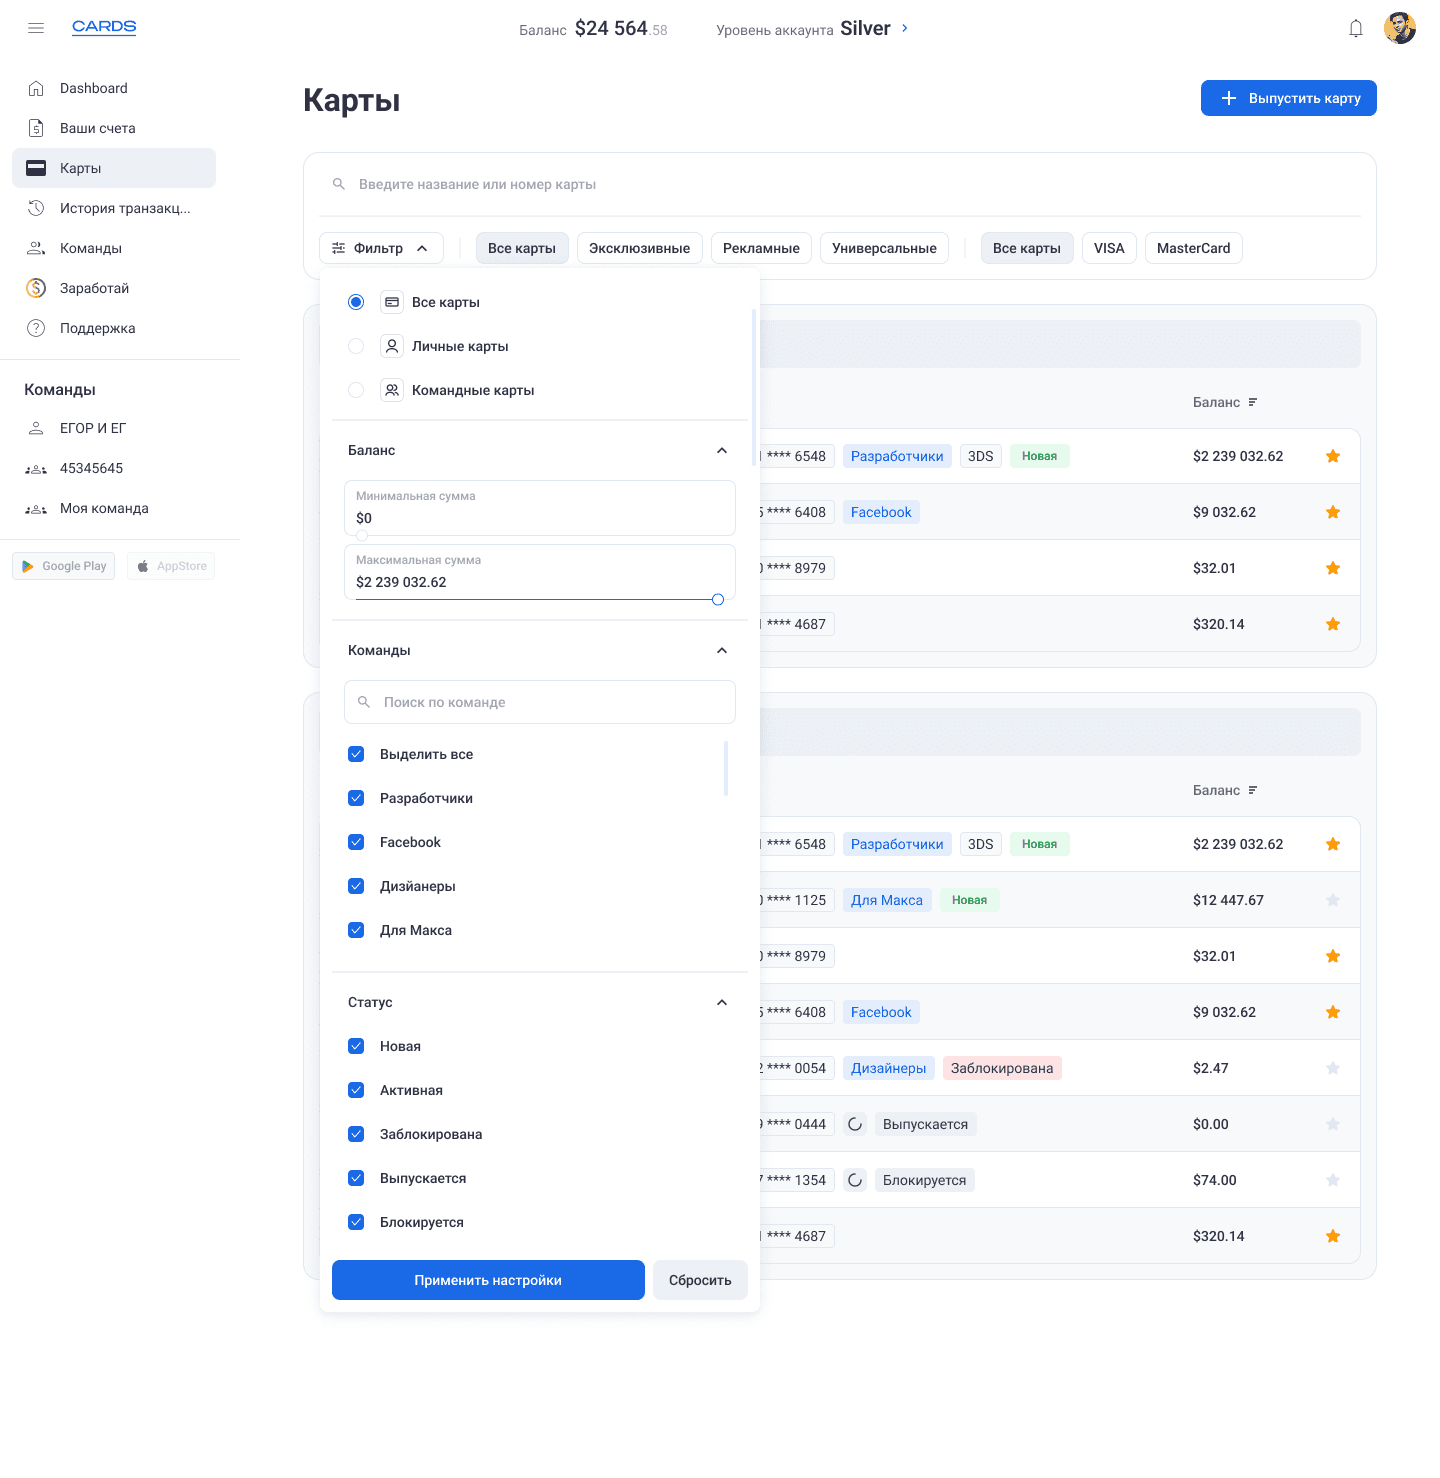 CARDS
Баланс $24 564.58
Уровень аккаунта Silver
Dashboard
Ваши счета
Карты
История транзакц...
Команды
Заработай
Поддержка
Команды
ЕГОР И ЕГ
45345645
Моя команда
Google Play
AppStore
Карты
Выпустить карту
Введите название или номер карты
Фильтр
Все карты Эксклюзивные Рекламные Универсальные
Все карты VISA MasterCard
Все карты
Личные карты
Командные карты
Баланс
Минимальная сумма
$0
Максимальная сумма
$2 239 032.62
Команды
Поиск по команде
Выделить все
Разработчики
Facebook
Дизйанеры
Для Макса
Статус
Новая
Активная
Заблокирована
Выпускается
Блокируется
Применить настройки
Сбросить
Баланс
**** 6548 Разработчики 3DS Новая $2 239 032.62
**** 6408 Facebook $9 032.62
**** 8979 $32.01
**** 4687 $320.14
Баланс
**** 6548 Разработчики 3DS Новая $2 239 032.62
**** 1125 Для Макса Новая $12 447.67
**** 8979 $32.01
**** 6408 Facebook $9 032.62
**** 0054 Дизайнеры Заблокирована $2.47
**** 0444 Выпускается $0.00
**** 1354 Блокируется $74.00
**** 4687 $320.14